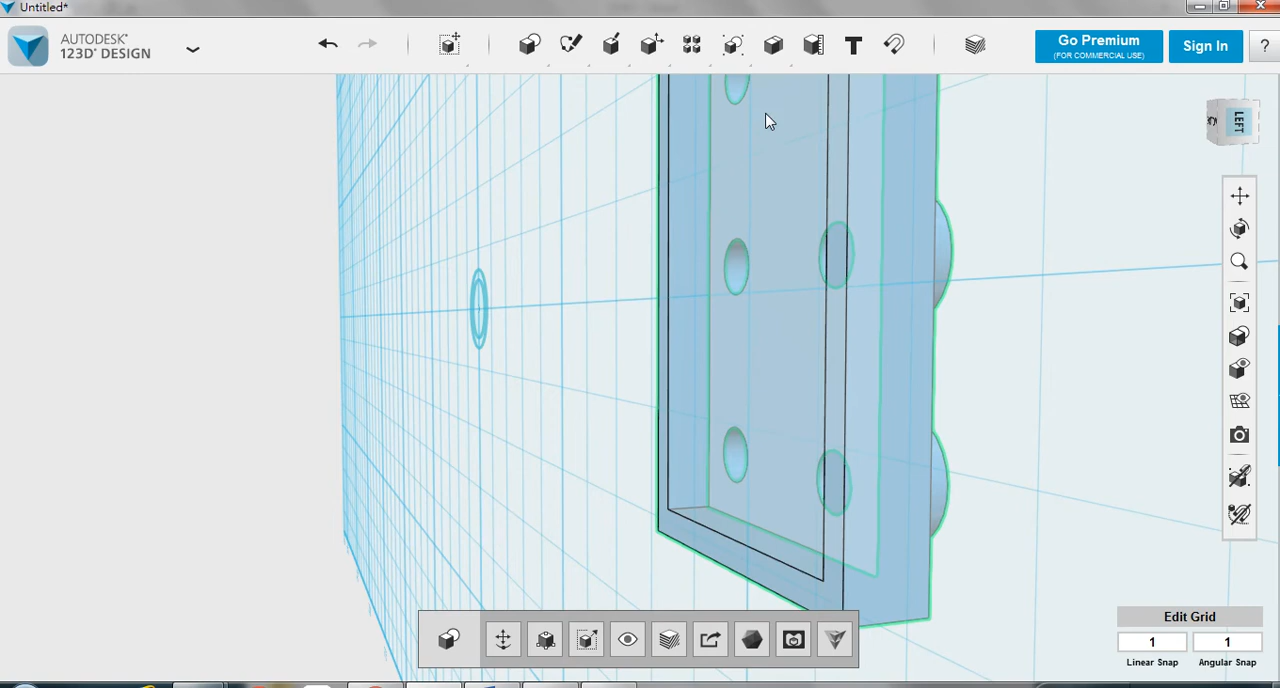 Untitled*
AUTODESK®
123D® DESIGN
Go Premium
(FOR COMMERCIAL USE)
Sign In
?
T
LEFT
Edit Grid
1
1
Linear Snap
Angular Snap